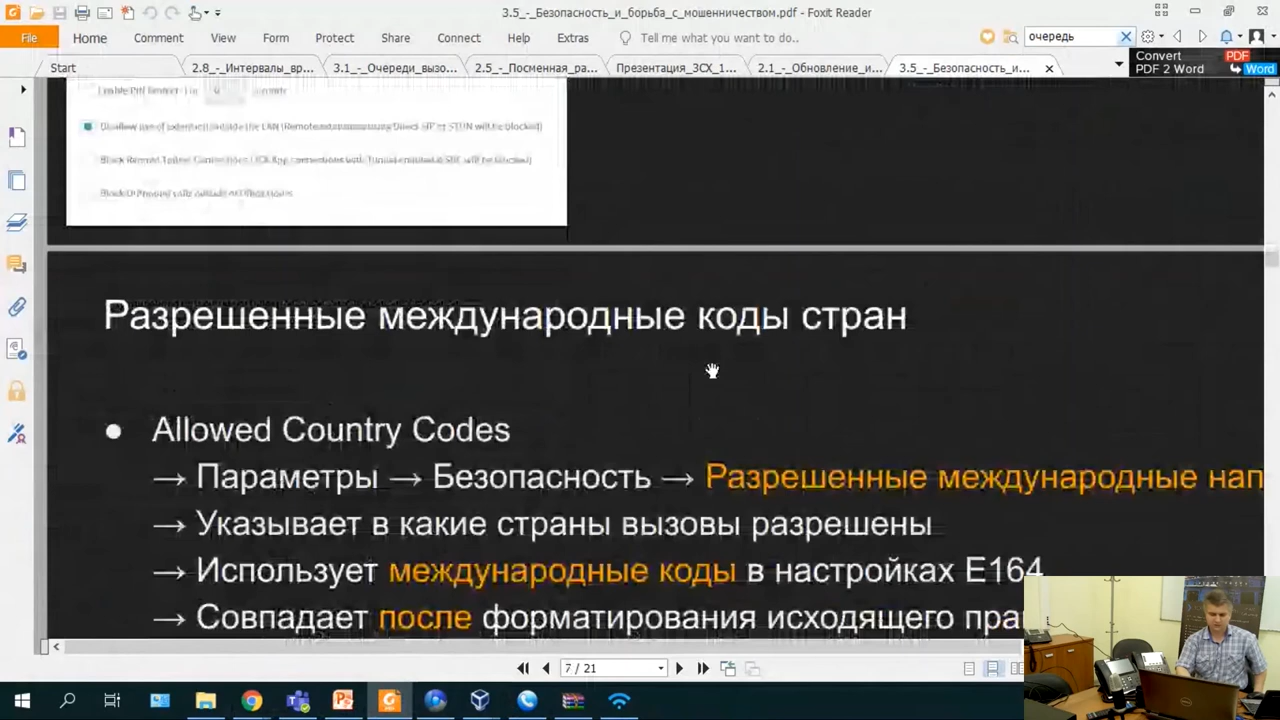 3.5_-_Безопасность_и_борьба_с_мошенничеством.pdf - Foxit Reader
File Home Comment View Form Protect Share Connect Help Extras Tell me what you want to do.. очередь
Convert PDF
PDF 2 Word Word
Start 2.8_-_Интервалы_вр... 3.1_-_Очереди_вызо... 2.5_-_Посменная_ра... Презентация_3CX_1... 2.1_-_Обновление_и... 3.5_-_Безопасность_и...
Разрешенные международные коды стран
● Allowed Country Codes
→ Параметры → Безопасность → Разрешенные международные нап
→ Указывает в какие страны вызовы разрешены
→ Использует международные коды в настройках E164
→ Совпадает после форматирования исходящего пра
7 / 21